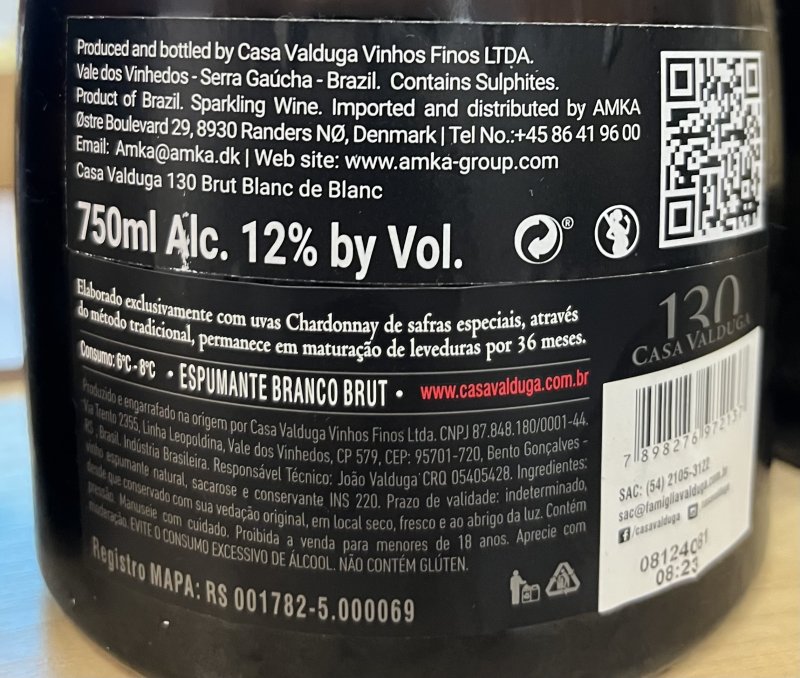 Produced and bottled by Casa Valduga Vinhos Finos LTDA.
Vale dos Vinhedos - Serra Gaúcha - Brazil. Contains Sulphites.
Product of Brazil. Sparkling Wine. Imported and distributed by AMKA
Østre Boulevard 29, 8930 Randers NØ, Denmark | Tel No.:+45 86 41 96 00
Email: Amka@amka.dk | Web site: www.amka-group.com
Casa Valduga 130 Brut Blanc de Blanc
750ml Alc. 12% by Vol.
®
Elaborado exclusivamente com uvas Chardonnay de safras especiais, através
do método tradicional, permanece em maturação de leveduras por 36 meses.
Consumo: 6°C - 8°C • ESPUMANTE BRANCO BRUT • www.casavalduga.com.br
Produzido e engarrafado na origem por Casa Valduga Vinhos Finos Ltda. CNPJ 87.848.180/0001-44.
Via Trento 2355, Linha Leopoldina, Vale dos Vinhedos, CP 579, CEP: 95701-720, Bento Gonçalves -
RS, Brasil. Indústria Brasileira. Responsável Técnico: João Valduga CRQ 05405428. Ingredientes:
vinho espumante natural, sacarose e conservante INS 220. Prazo de validade: indeterminado,
desde que conservado com sua vedação original, em local seco, fresco e ao abrigo da luz. Contém
pressão. Manuseie com cuidado. Proibida a venda para menores de 18 anos. Aprecie com
moderação. EVITE O CONSUMO EXCESSIVO DE ÁLCOOL. NÃO CONTÉM GLÚTEN.
Registro MAPA: RS 001782-5.000069
130
CASA VALDUGA
SAC: (54) 2105-3122
sac@famigliavalduga.com.br
/casavalduga
08:23